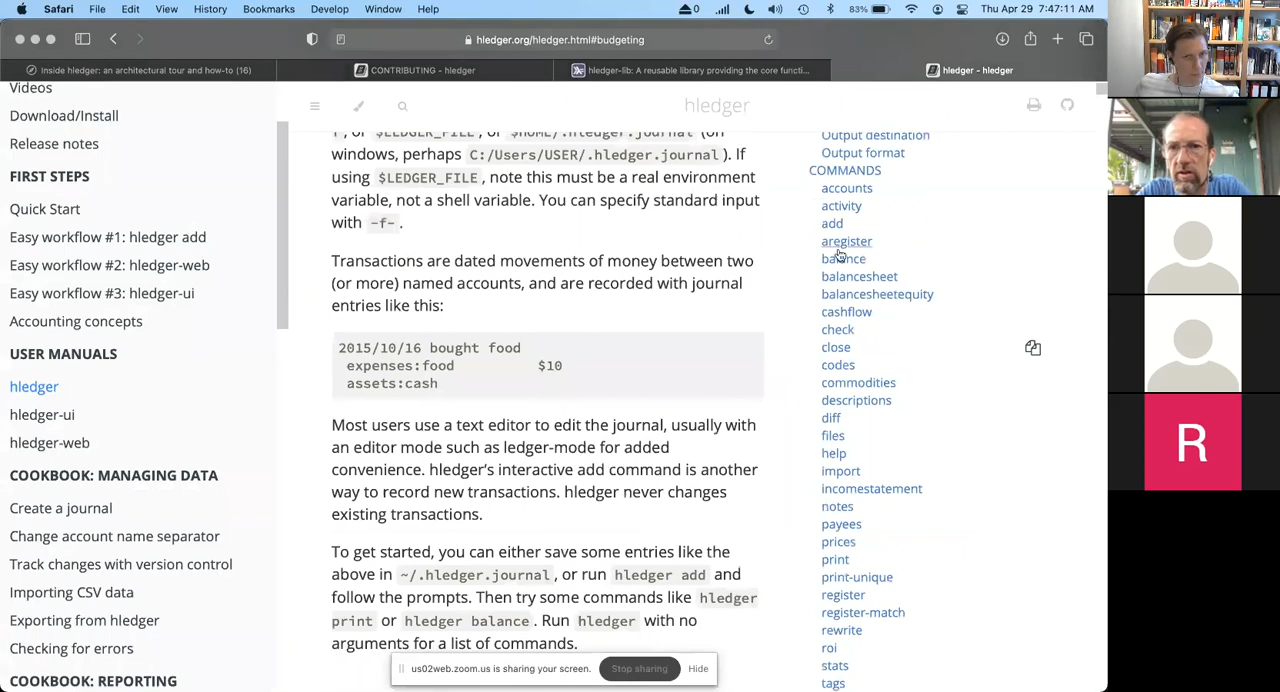 Safari File Edit View History Bookmarks Develop Window Help 0 83% Thu Apr 29 7:47:11 AM
hledger.org/hledger.html#budgeting
Inside hledger: an architectural tour and how-to (16)
CONTRIBUTING - hledger
hledger-lib: A reusable library providing the core functi...
hledger - hledger
Videos
Download/Install
Release notes
FIRST STEPS
Quick Start
Easy workflow #1: hledger add
Easy workflow #2: hledger-web
Easy workflow #3: hledger-ui
Accounting concepts
USER MANUALS
hledger
hledger-ui
hledger-web
COOKBOOK: MANAGING DATA
Create a journal
Change account name separator
Track changes with version control
Importing CSV data
Exporting from hledger
Checking for errors
COOKBOOK: REPORTING
hledger
f, or $LEDGER_FILE, or $HOME/.hledger.journal (on
windows, perhaps C:/Users/USER/.hledger.journal). If
using $LEDGER_FILE, note this must be a real environment
variable, not a shell variable. You can specify standard input
with -f-.
Transactions are dated movements of money between two
(or more) named accounts, and are recorded with journal
entries like this:
2015/10/16 bought food
expenses:food $10
assets:cash
Most users use a text editor to edit the journal, usually with
an editor mode such as ledger-mode for added
convenience. hledger’s interactive add command is another
way to record new transactions. hledger never changes
existing transactions.
To get started, you can either save some entries like the
above in ~/.hledger.journal, or run hledger add and
follow the prompts. Then try some commands like hledger
print or hledger balance. Run hledger with no
arguments for a list of commands.
us02web.zoom.us is sharing your screen. Stop sharing Hide
Output destination
Output format
COMMANDS
accounts
activity
add
aregister
balance
balancesheet
balancesheetequity
cashflow
check
close
codes
commodities
descriptions
diff
files
help
import
incomestatement
notes
payees
prices
print
print-unique
register
register-match
rewrite
roi
stats
tags
R